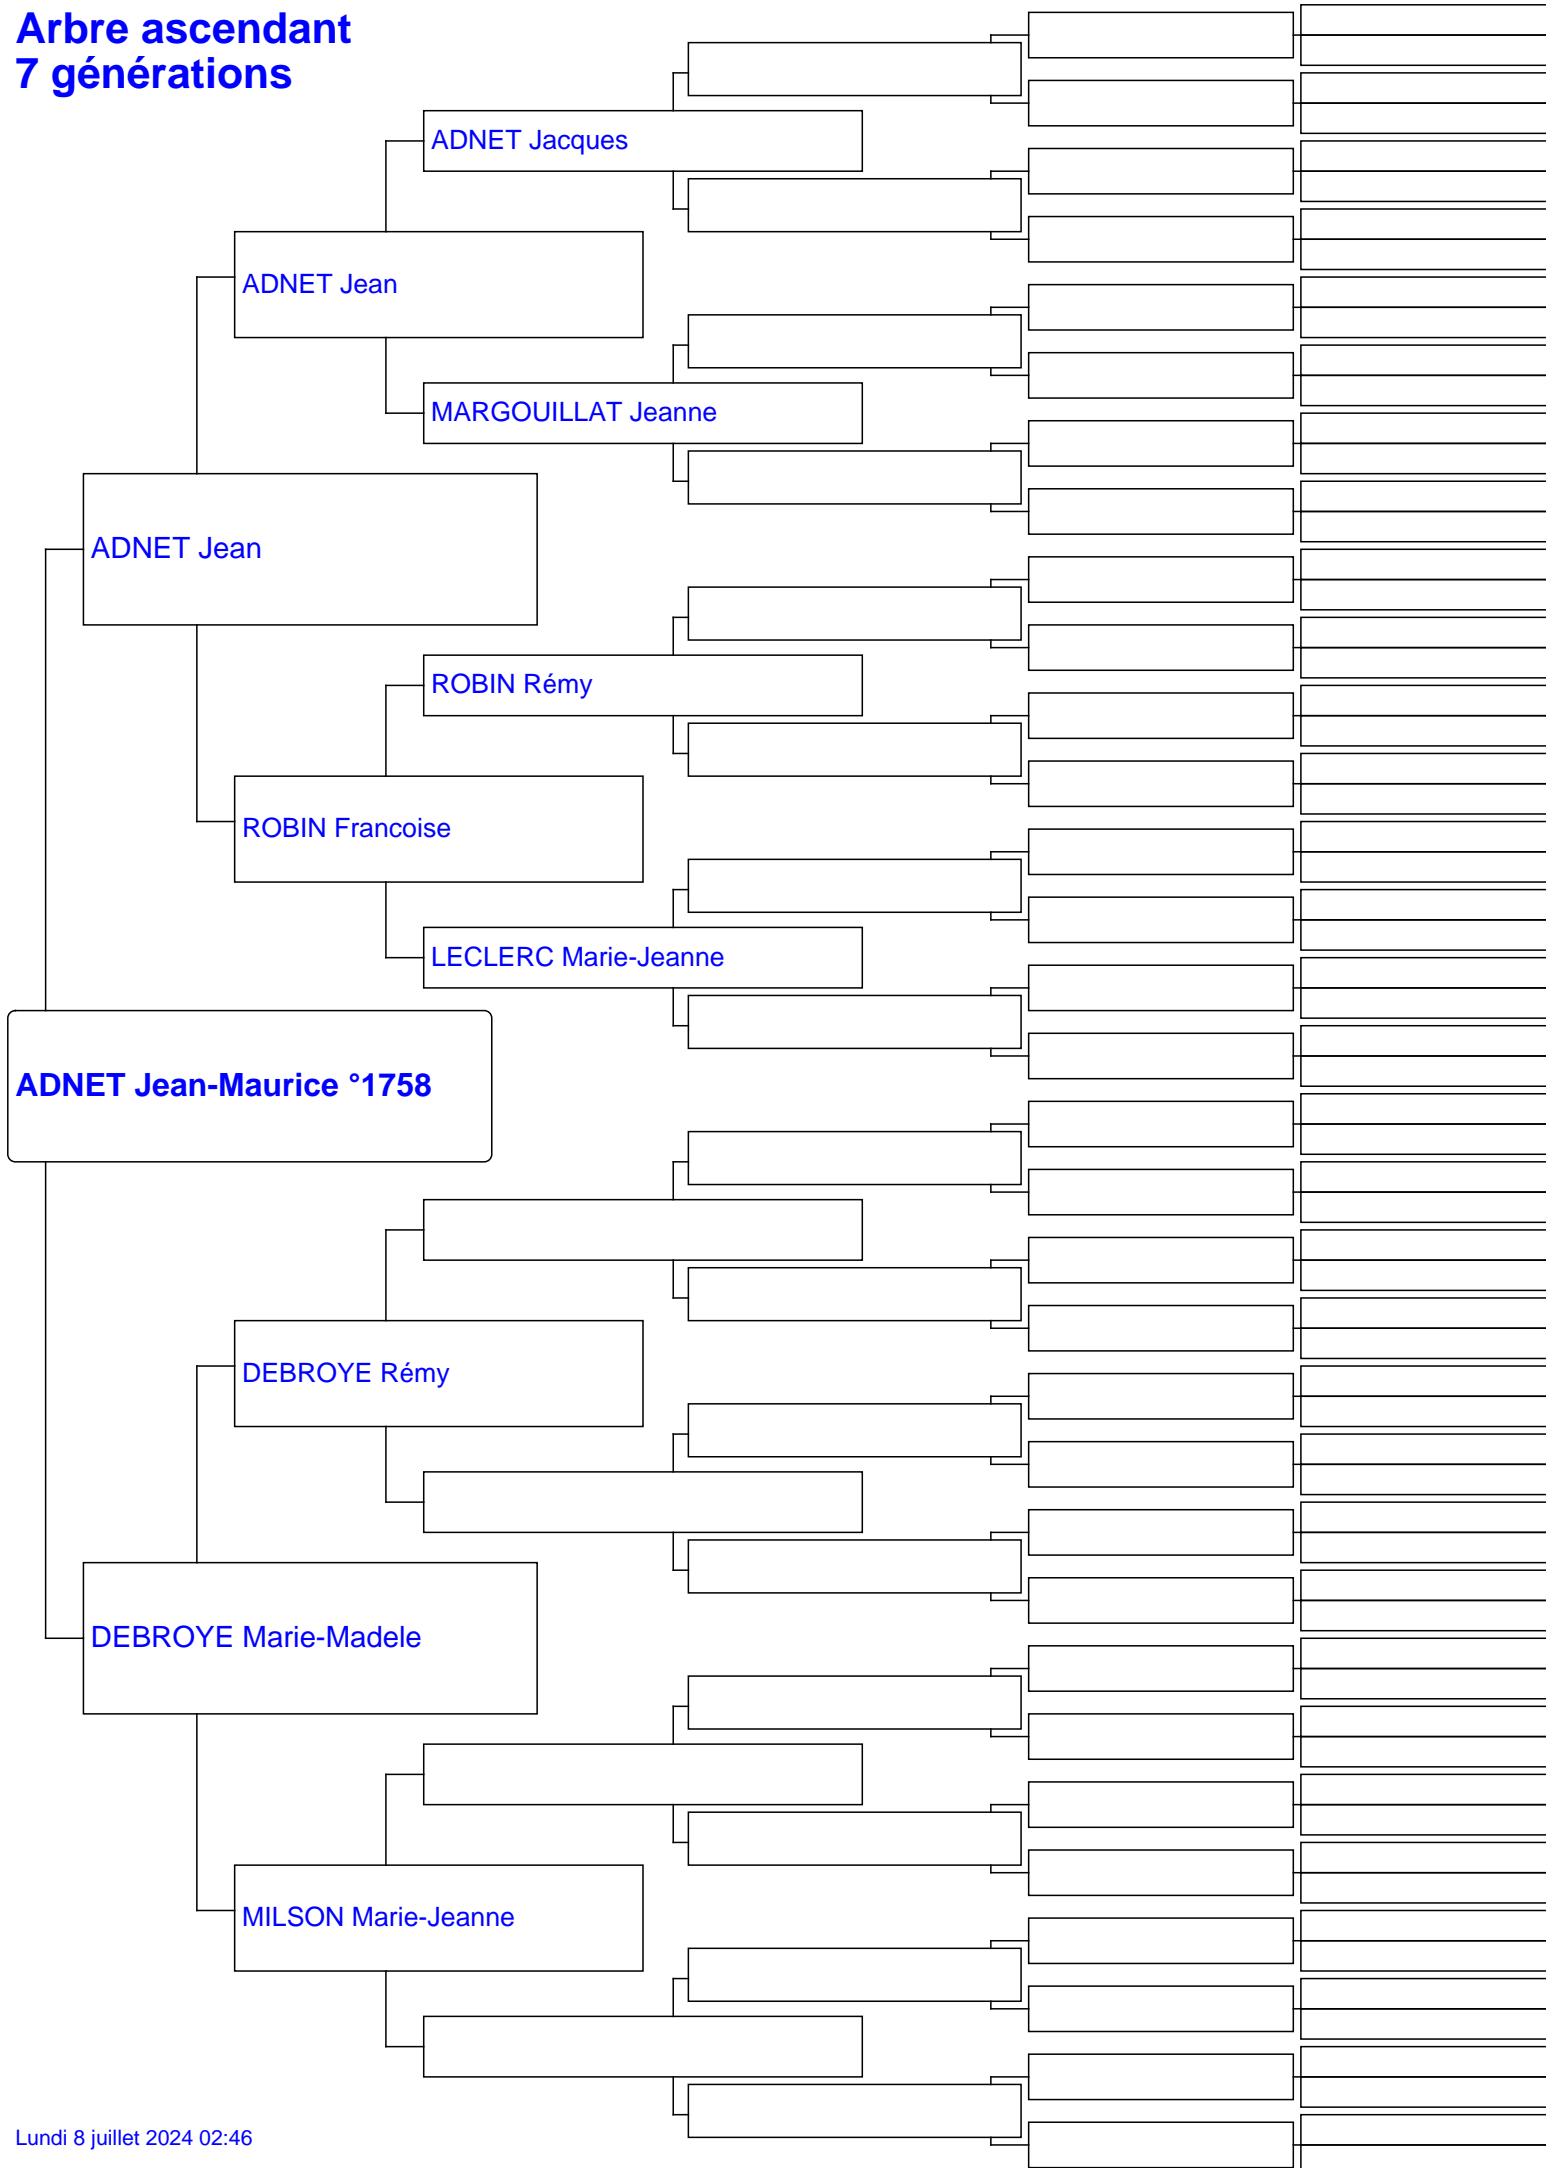 Arbre ascendant
7 générations
ADNET Jacques
ADNET Jean
MARGOUILLAT Jeanne
ADNET Jean
ROBIN Rémy
ROBIN Francoise
LECLERC Marie-Jeanne
ADNET Jean-Maurice °1758
DEBROYE Rémy
DEBROYE Marie-Madele
MILSON Marie-Jeanne
Lundi 8 juillet 2024 02:46